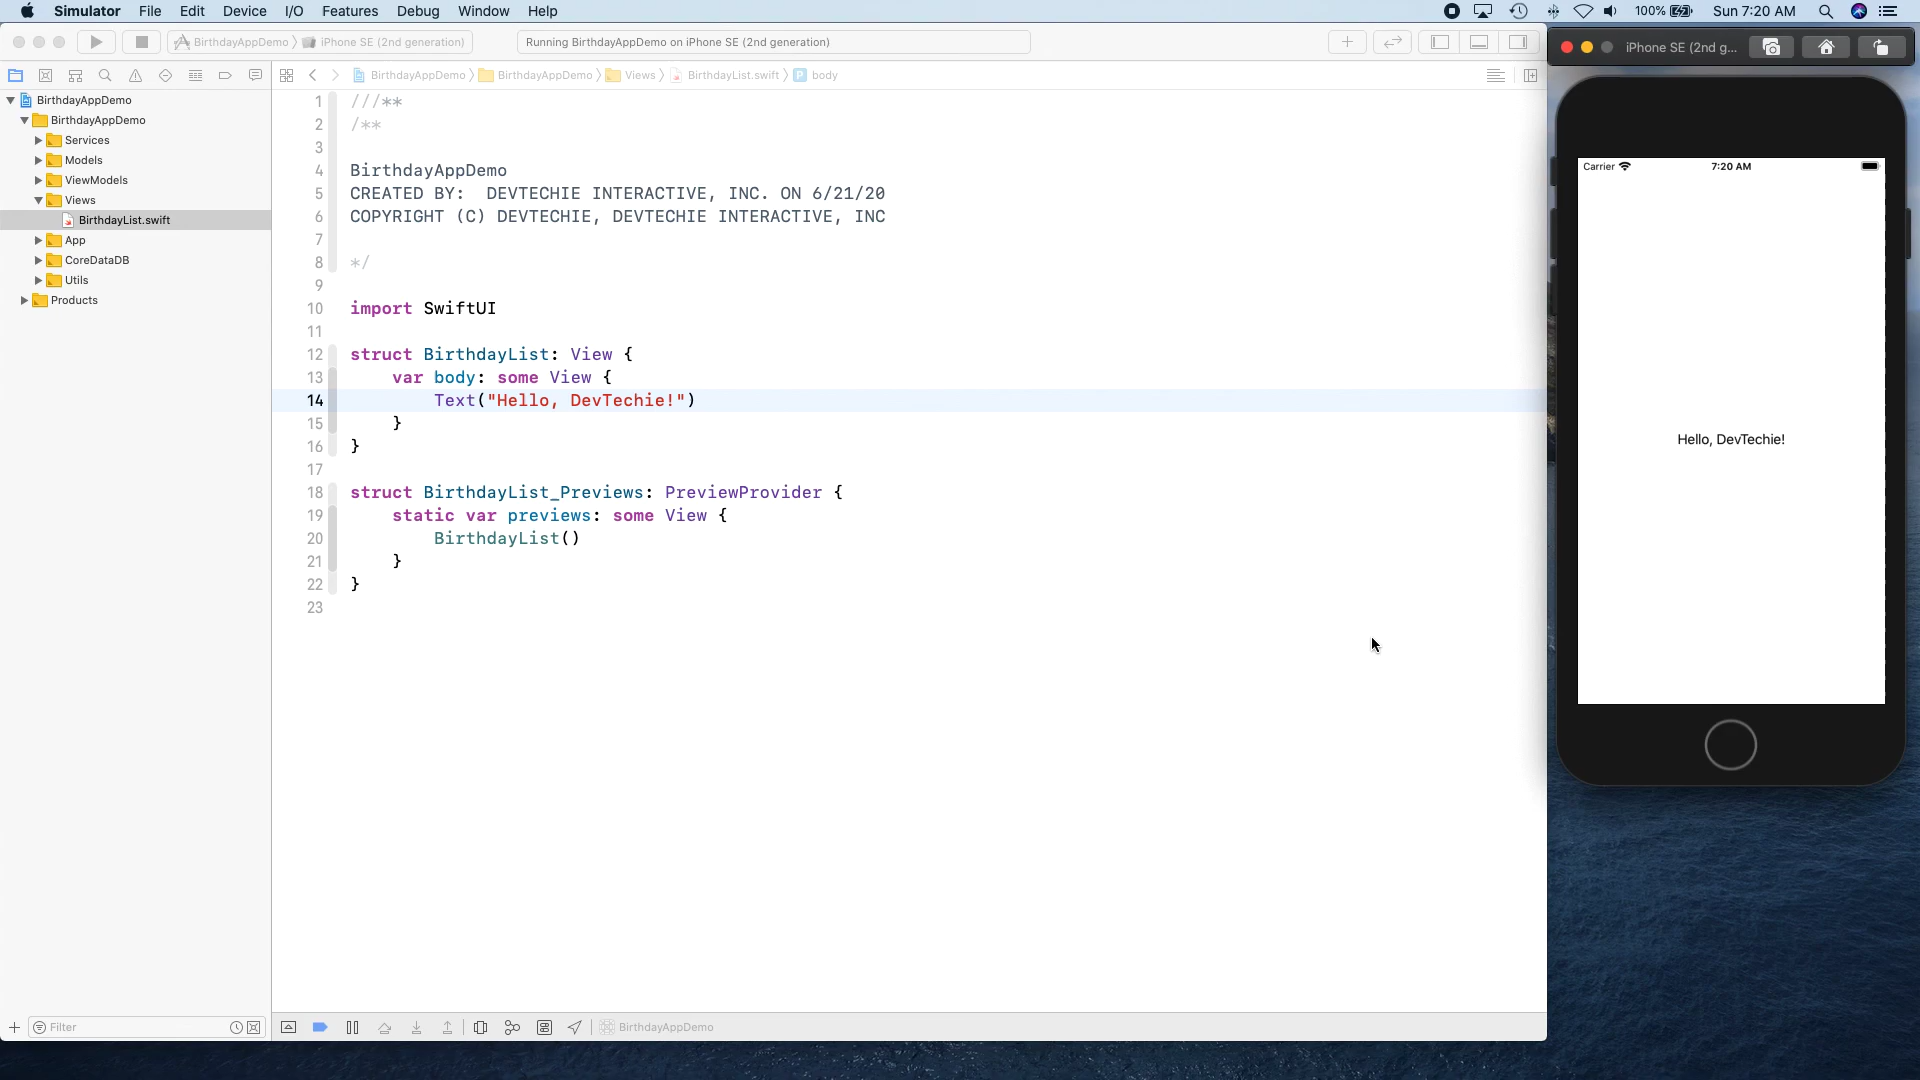 Simulator File Edit Device I/O Features Debug Window Help
100% Sun 7:20 AM
BirthdayAppDemo iPhone SE (2nd generation)
Running BirthdayAppDemo on iPhone SE (2nd generation)
iPhone SE (2nd g...
BirthdayAppDemo BirthdayAppDemo Views BirthdayList.swift body
BirthdayAppDemo
BirthdayAppDemo
Services
Models
ViewModels
Views
BirthdayList.swift
App
CoreDataDB
Utils
Products
1 ///**
2 /**
3
4 BirthdayAppDemo
5 CREATED BY: DEVTECHIE INTERACTIVE, INC. ON 6/21/20
6 COPYRIGHT (C) DEVTECHIE, DEVTECHIE INTERACTIVE, INC
7
8 */
9
10 import SwiftUI
11
12 struct BirthdayList: View {
13 var body: some View {
14 Text("Hello, DevTechie!")
15 }
16 }
17
18 struct BirthdayList_Previews: PreviewProvider {
19 static var previews: some View {
20 BirthdayList()
21 }
22 }
23
Carrier 7:20 AM
Hello, DevTechie!
Filter
BirthdayAppDemo